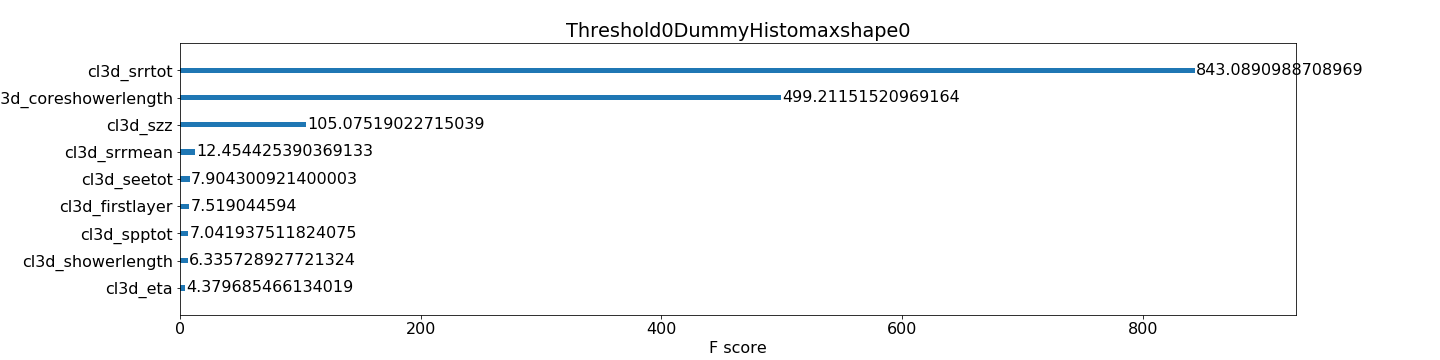 Threshold0DummyHistomaxshape0
cl3d_srrtot 843.0890988708969
3d_coreshowerlength 499.21151520969164
cl3d_szz 105.07519022715039
cl3d_srrmean 12.454425390369133
cl3d_seetot 7.904300921400003
cl3d_firstlayer 7.519044594
cl3d_spptot 7.041937511824075
cl3d_showerlength 6.335728927721324
cl3d_eta 4.379685466134019
0 200 400 600 800
F score